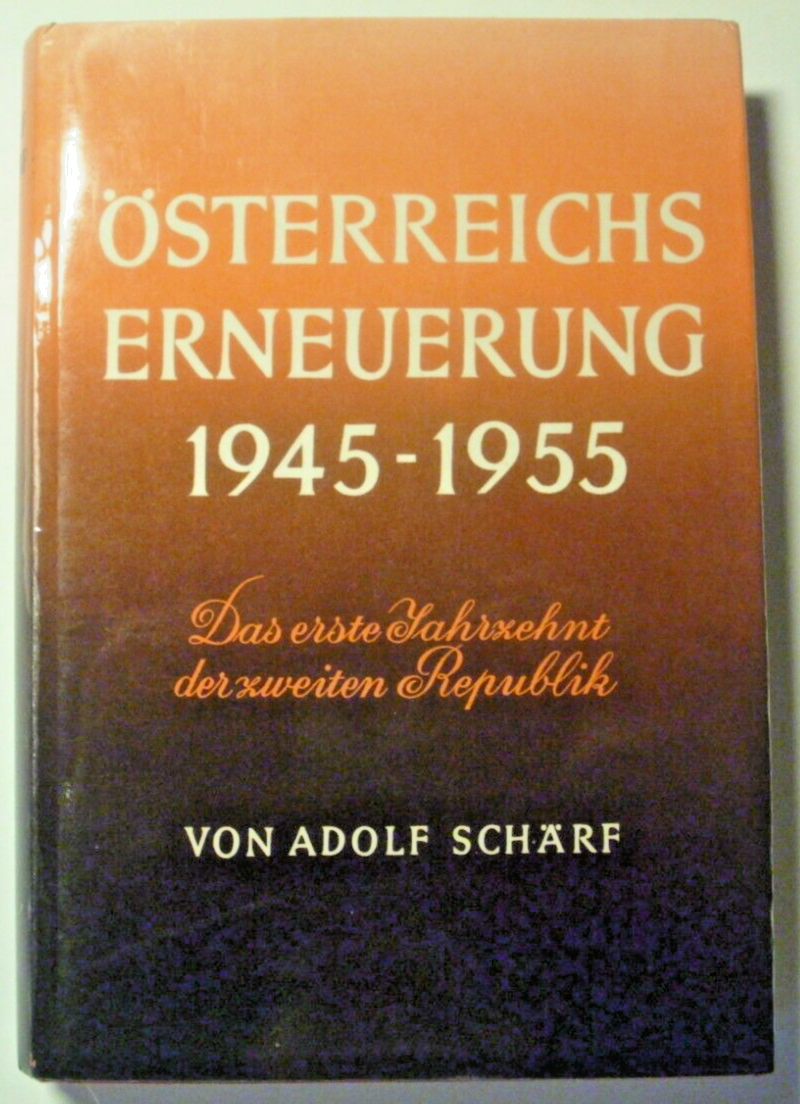 ÖSTERREICHS
ERNEUERUNG
1945-1955
Das erste Jahrzehnt
der zweiten Republik
VON ADOLF SCHÄRF